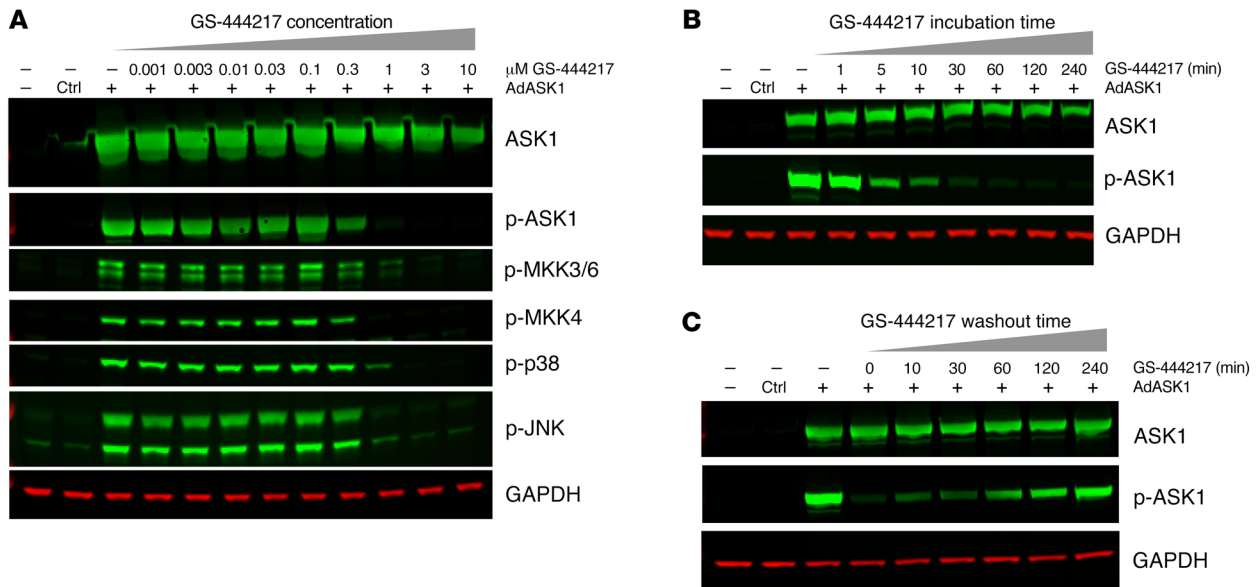 A
GS-444217 concentration
– – – 0.001 0.003 0.01 0.03 0.1 0.3 1 3 10 μM GS-444217
– Ctrl + + + + + + + + + + AdASK1
ASK1
p-ASK1
p-MKK3/6
p-MKK4
p-p38
p-JNK
GAPDH
B
GS-444217 incubation time
– – – 1 5 10 30 60 120 240 GS-444217 (min)
– Ctrl + + + + + + + + AdASK1
ASK1
p-ASK1
GAPDH
C
GS-444217 washout time
– – – 0 10 30 60 120 240 GS-444217 (min)
– Ctrl + + + + + + + AdASK1
ASK1
p-ASK1
GAPDH